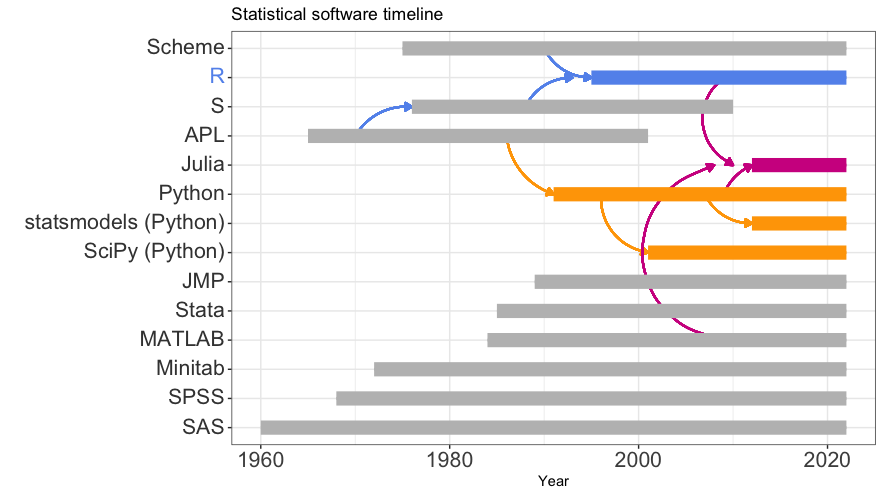 Statistical software timeline
Scheme
R
S
APL
Julia
Python
statsmodels (Python)
SciPy (Python)
JMP
Stata
MATLAB
Minitab
SPSS
SAS
1960 1980 2000 2020
Year